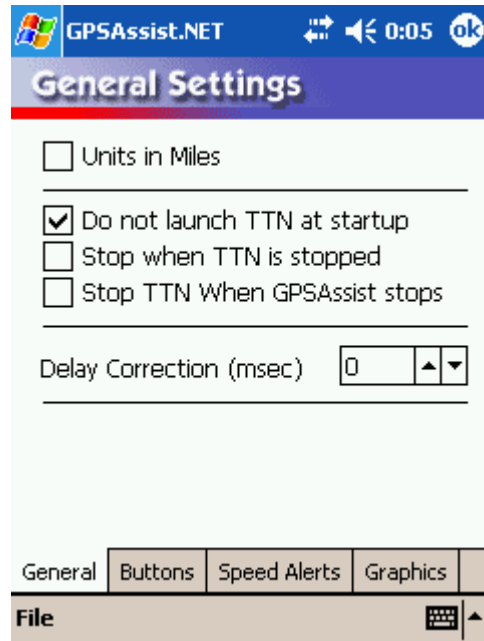 GPSAssist.NET 0:05 ok
General Settings
Units in Miles
Do not launch TTN at startup
Stop when TTN is stopped
Stop TTN When GPSAssist stops
Delay Correction (msec) 0
General Buttons Speed Alerts Graphics
File